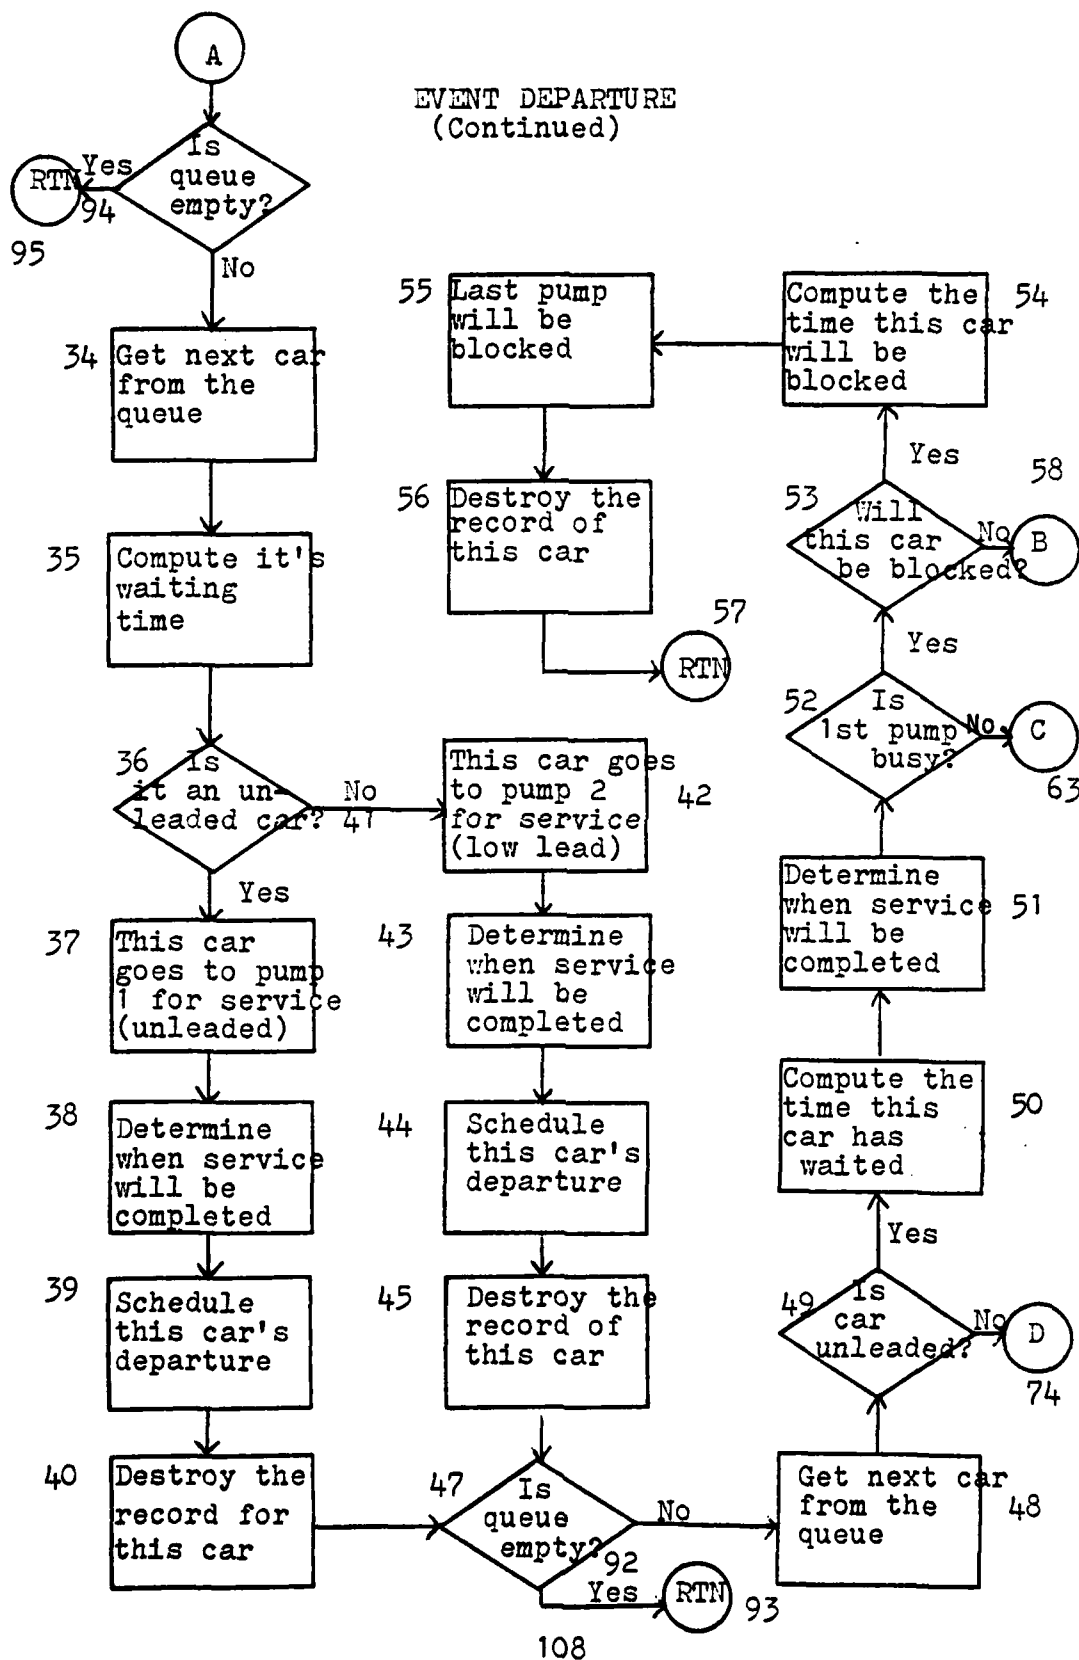 A
EVENT DEPARTURE
(Continued)
Is
queue
empty?
Yes
RTN
94
95
No
34
Get next car
from the
queue
35
Compute it's
waiting
time
36
Is
it an un-
leaded car?
No
41
Yes
37
This car
goes to pump
1 for service
(unleaded)
38
Determine
when service
will be
completed
39
Schedule
this car's
departure
40
Destroy the
record for
this car
42
This car goes
to pump 2
for service
(low lead)
43
Determine
when service
will be
completed
44
Schedule
this car's
departure
45
Destroy the
record of
this car
47
Is
queue
empty?
92
Yes
RTN
93
No
48
Get next car
from the
queue
49
Is
car
unleaded?
No
D
74
Yes
50
Compute the
time this
car has
waited
51
Determine
when service
will be
completed
52
Is
1st pump
busy?
No
C
63
Yes
53
Will
this car
be blocked?
No
B
58
Yes
54
Compute the
time this car
will be
blocked
55
Last pump
will be
blocked
56
Destroy the
record of
this car
57
RTN
108